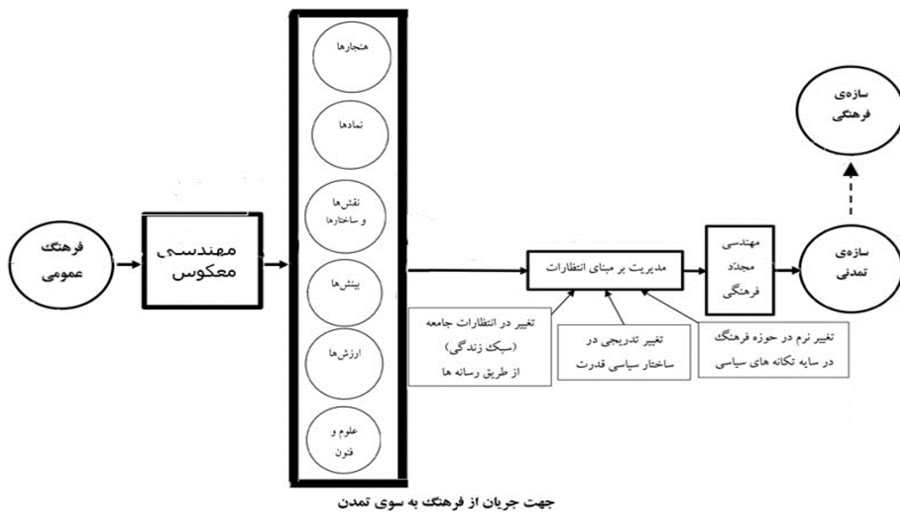 هنجارها
نمادها
نقش‌ها
و ساختارها
بینش‌ها
ارزش‌ها
علوم و
فنون
فرهنگ
عمومی
مهندسی
معکوس
مدیریت بر مبنای انتظارات
مهندسی
مجدّد
فرهنگی
سازه‌ی
تمدنی
سازه‌ی
فرهنگی
تغییر در انتظارات جامعه
(سبک زندگی)
از طریق رسانه ها
تغییر تدریجی در
ساختار سیاسی قدرت
تغییر نرم در حوزه فرهنگ
در سایه تکانه های سیاسی
جهت جریان از فرهنگ به سوی تمدن